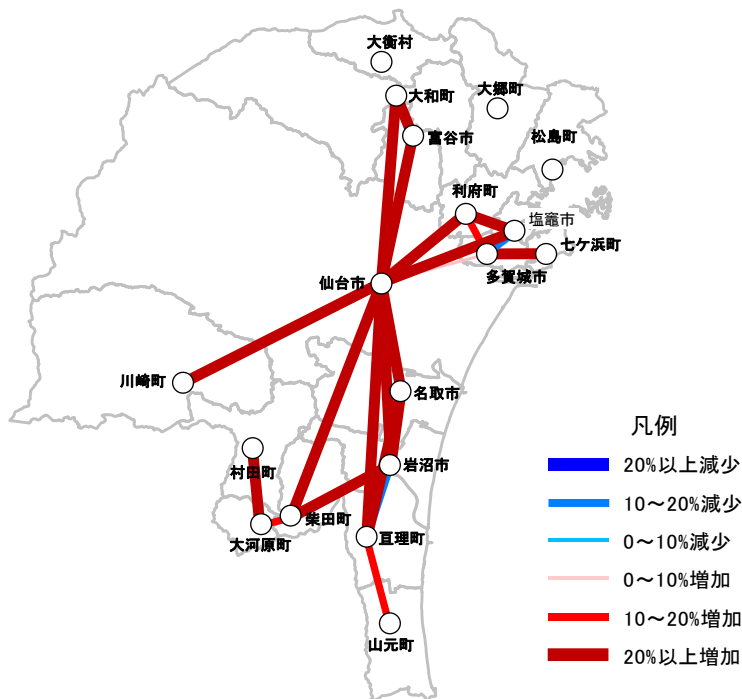 大衡村
大和町
大郷町
富谷市
松島町
利府町
塩竈市
七ケ浜町
多賀城市
仙台市
川崎町
名取市
村田町
岩沼市
柴田町
大河原町
亘理町
山元町
凡例
20%以上減少
10～20%減少
0～10%減少
0～10%増加
10～20%増加
20%以上増加